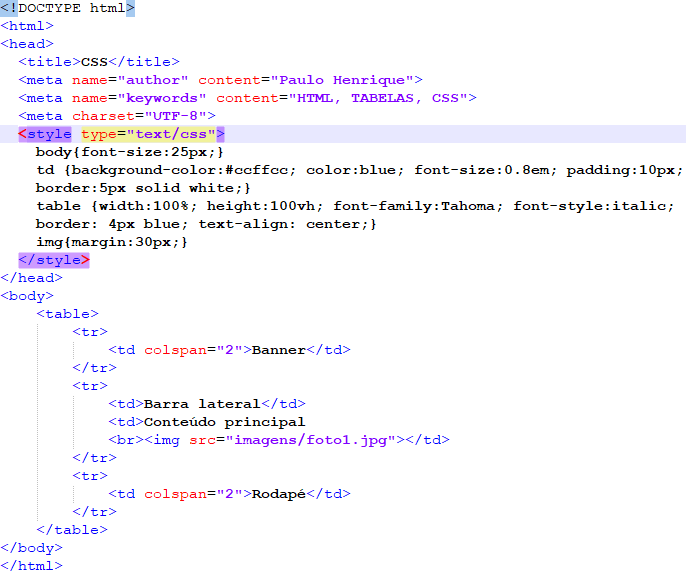 <!DOCTYPE html>
<html>
<head>
  <title>CSS</title>
  <meta name="author" content="Paulo Henrique">
  <meta name="keywords" content="HTML, TABELAS, CSS">
  <meta charset="UTF-8">
  <style type="text/css">
    body{font-size:25px;}
    td {background-color:#ccffcc; color:blue; font-size:0.8em; padding:10px;
    border:5px solid white;}
    table {width:100%; height:100vh; font-family:Tahoma; font-style:italic;
    border: 4px blue; text-align: center;}
    img{margin:30px;}
  </style>
</head>
<body>
    <table>
        <tr>
            <td colspan="2">Banner</td>
        </tr>
        <tr>
            <td>Barra lateral</td>
            <td>Conteúdo principal
            <br><img src="imagens/foto1.jpg"></td>
        </tr>
        <tr>
            <td colspan="2">Rodapé</td>
        </tr>
    </table>
</body>
</html>